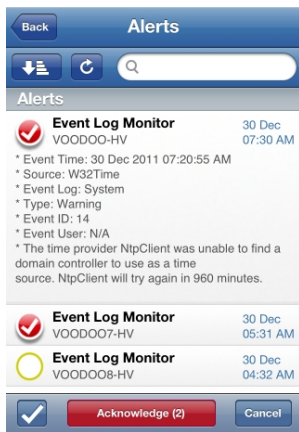 Back
Alerts
Alerts
Event Log Monitor
30 Dec
VOODOO-HV
07:30 AM
* Event Time: 30 Dec 2011 07:20:55 AM
* Source: W32Time
* Event Log: System
* Type: Warning
* Event ID: 14
* Event User: N/A
* The time provider NtpClient was unable to find a
domain controller to use as a time
source. NtpClient will try again in 960 minutes.
Event Log Monitor
30 Dec
VOODOO7-HV
05:31 AM
Event Log Monitor
30 Dec
VOODOO8-HV
04:32 AM
Acknowledge (2)
Cancel